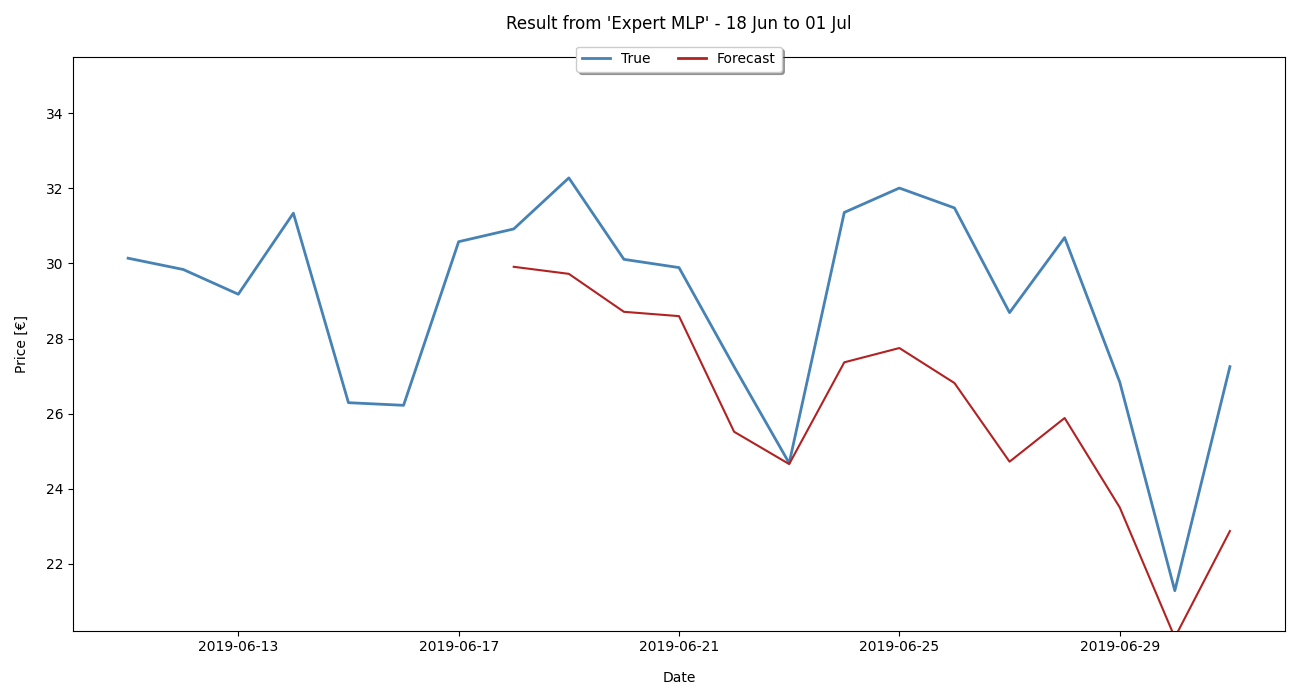 Result from 'Expert MLP' - 18 Jun to 01 Jul
True Forecast
34
32
30
28
26
24
22
Price [€]
2019-06-13 2019-06-17 2019-06-21 2019-06-25 2019-06-29
Date